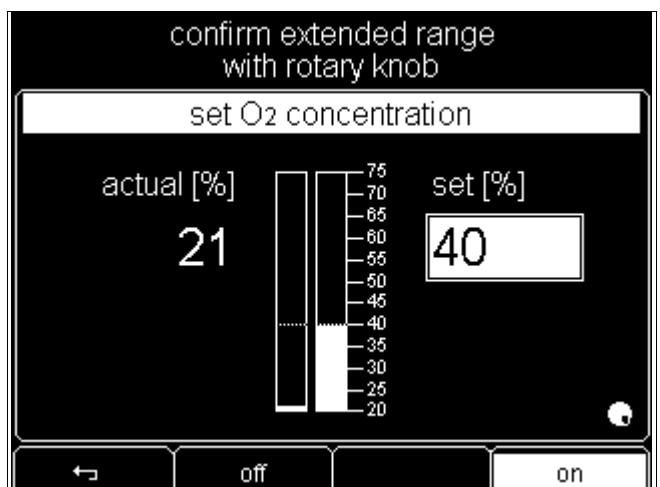 confirm extended range
with rotary knob
set O2 concentration
actual [%]
21
75
70
65
60
55
50
45
40
35
30
25
20
set [%]
40
off
on